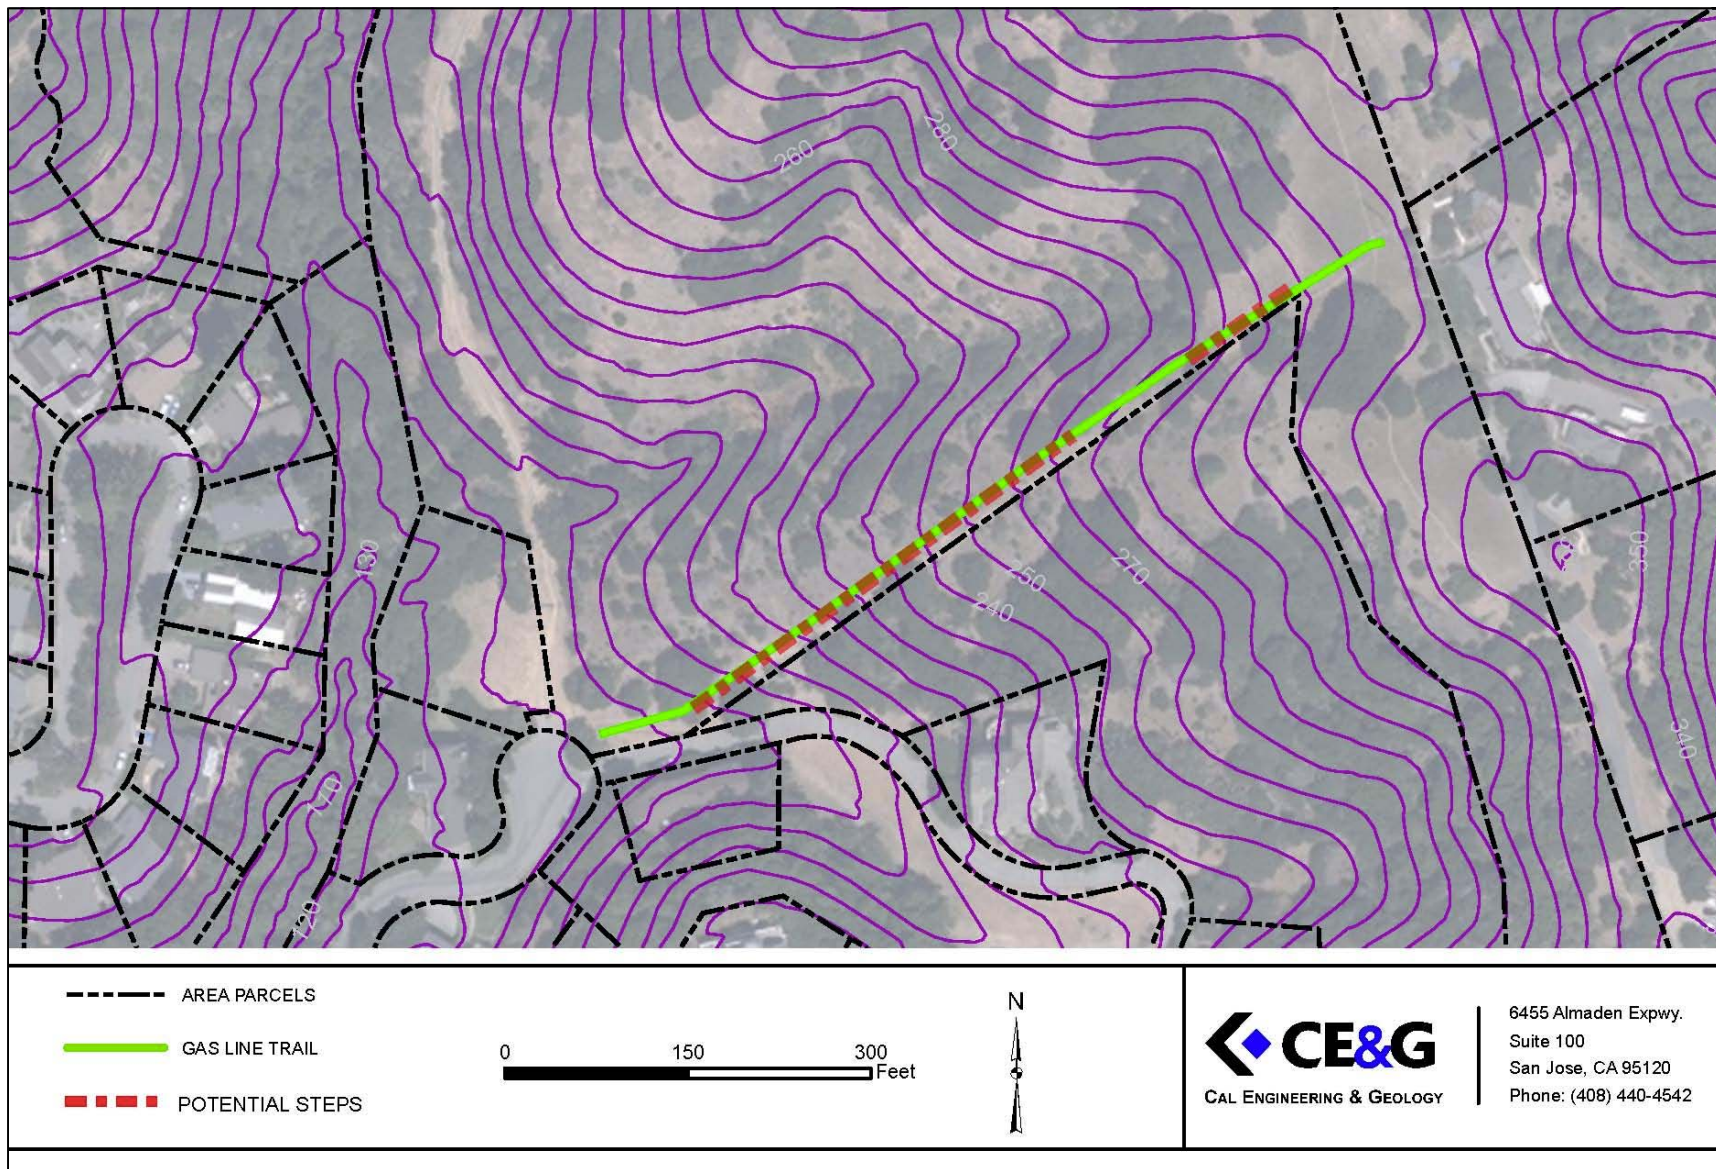 280
260
130
250
270
240
350
340
170
120
AREA PARCELS
GAS LINE TRAIL
POTENTIAL STEPS
0 150 300
Feet
N
CE&G
CAL ENGINEERING & GEOLOGY
6455 Almaden Expwy.
Suite 100
San Jose, CA 95120
Phone: (408) 440-4542